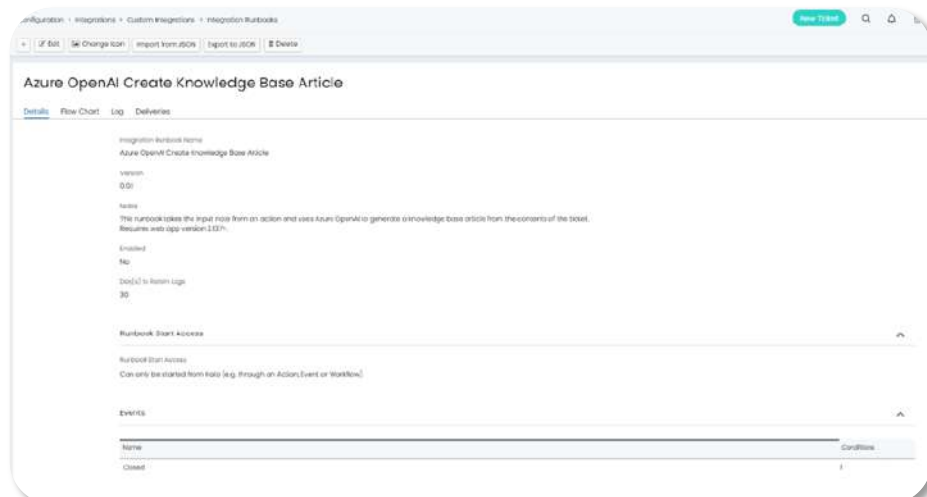 Configuration › Integrations › Custom Integrations › Integration Runbooks
New Ticket
Edit
Change Icon
Import from JSON
Export to JSON
Delete
Azure OpenAI Create Knowledge Base Article
Details Flow Chart Log Deliveries
Integration Runbook Name
Azure OpenAI Create Knowledge Base Article
Version
0.01
Notes
This runbook takes the input note from an action and uses Azure OpenAI to generate a knowledge base article from the contents of the ticket.
Requires web app version
Enabled
No
Day(s) to Retain Logs
30
Runbook Start Access
Runbook Start Access
Can only be started from Halo (e.g. through an Action, Event or Workflow)
Events
Name Conditions
Closed 1